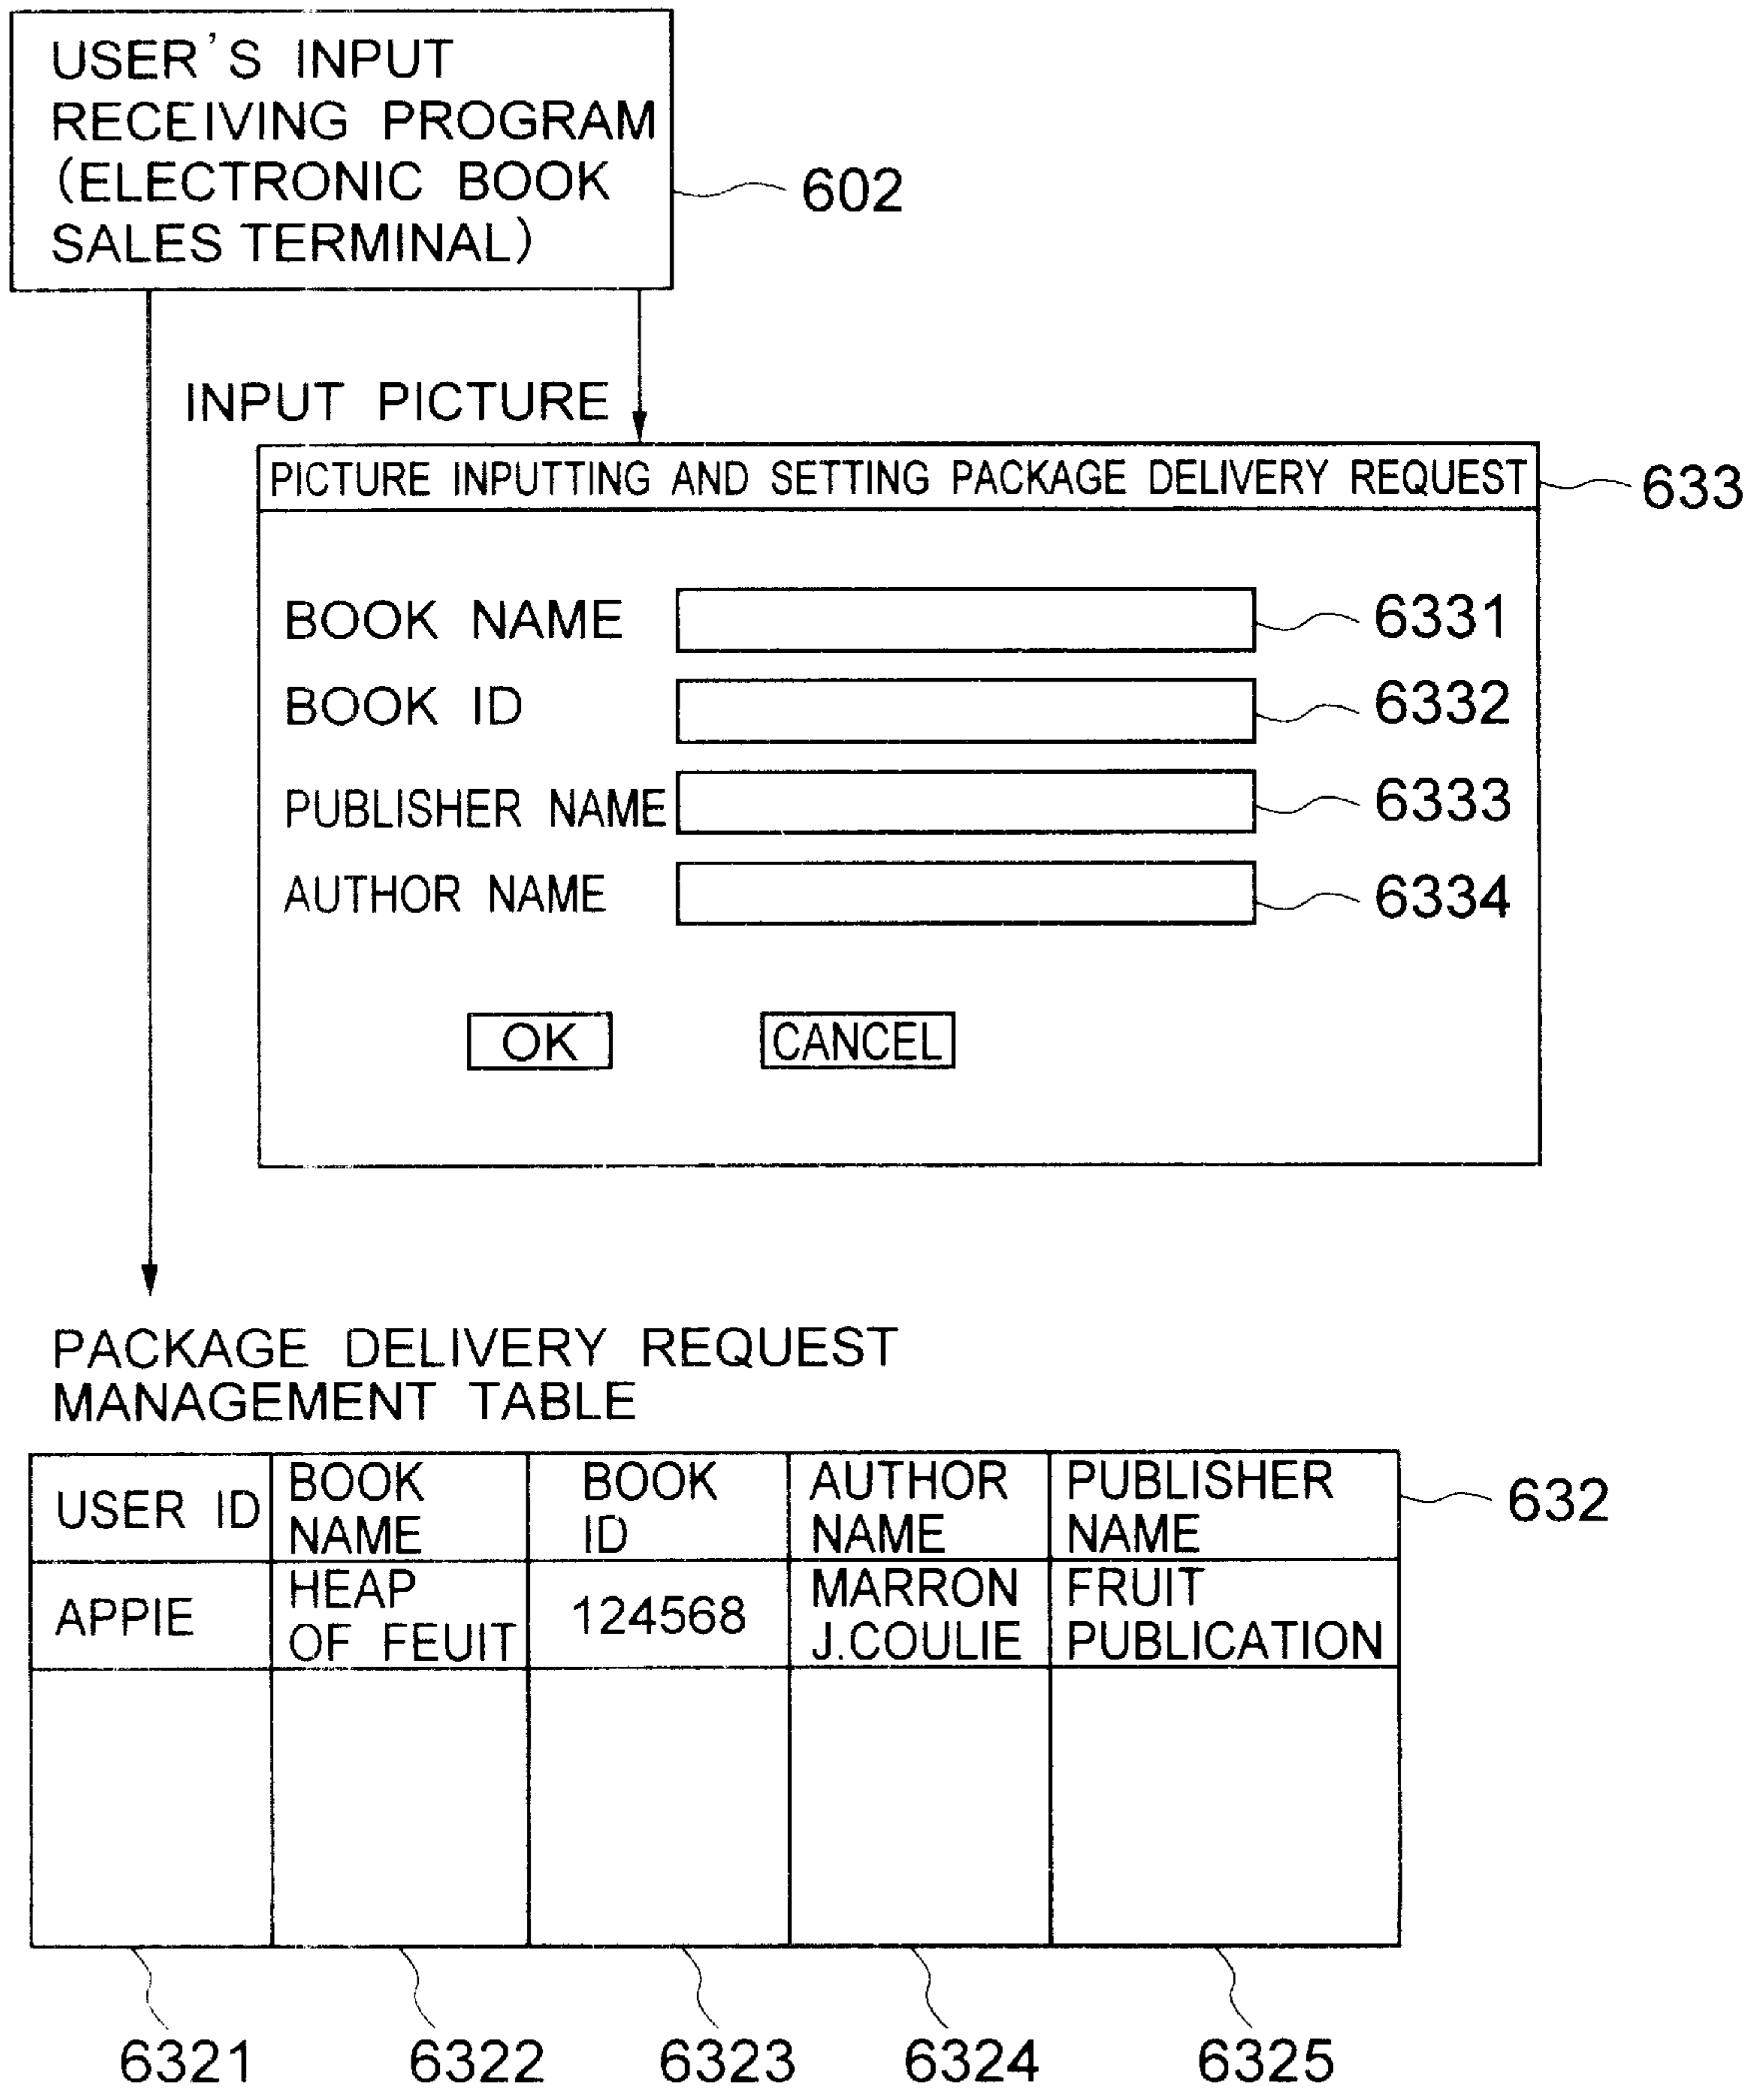 USER'S INPUT
RECEIVING PROGRAM
(ELECTRONIC BOOK
SALES TERMINAL)
602
INPUT PICTURE
PICTURE INPUTTING AND SETTING PACKAGE DELIVERY REQUEST
633
BOOK NAME
6331
BOOK ID
6332
PUBLISHER NAME
6333
AUTHOR NAME
6334
OK
CANCEL
PACKAGE DELIVERY REQUEST
MANAGEMENT TABLE
USER ID
BOOK
NAME
BOOK
ID
AUTHOR
NAME
PUBLISHER
NAME
632
APPIE
HEAP
OF FEUIT
124568
MARRON
J.COULIE
FRUIT
PUBLICATION
6321
6322
6323
6324
6325